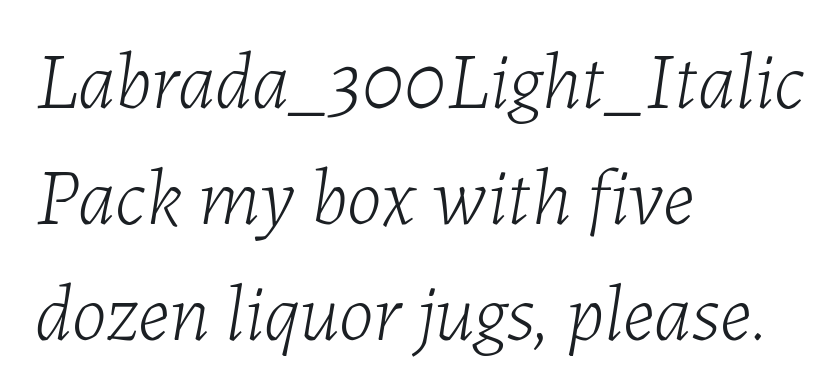 Labrada_300Light_Italic
Pack my box with five
dozen liquor jugs, please.